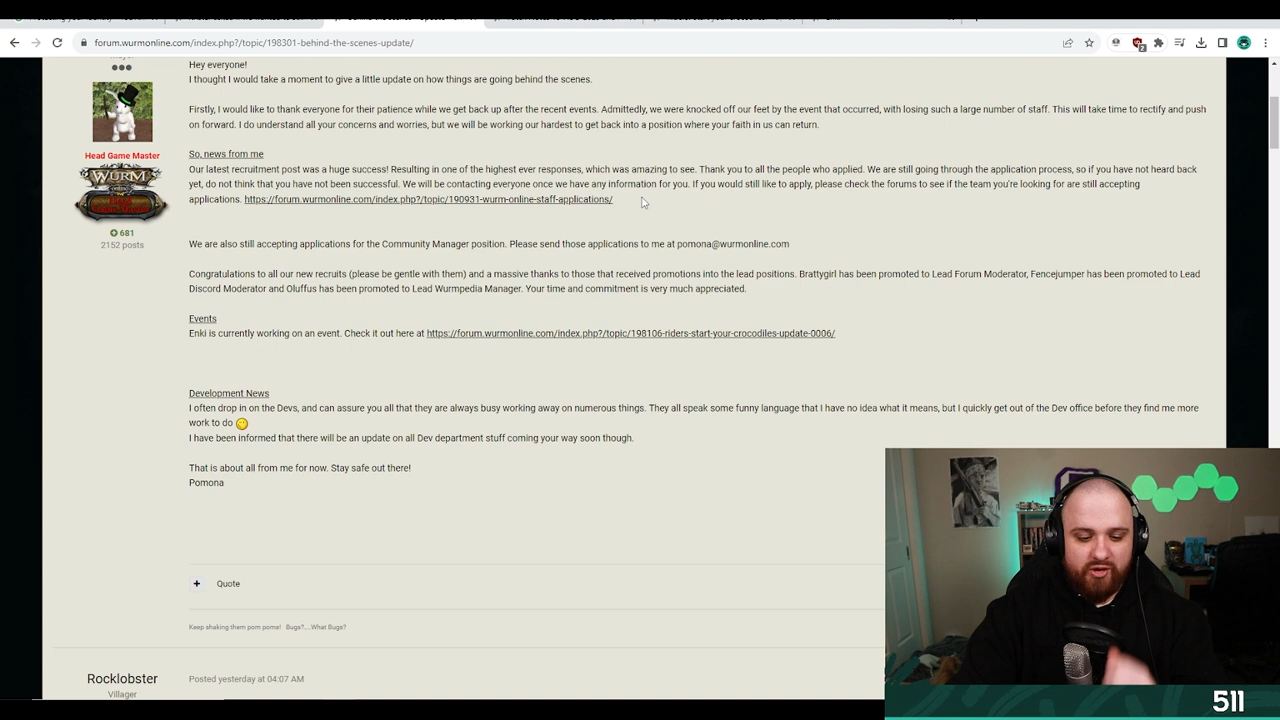 forum.wurmonline.com/index.php?/topic/198301-behind-the-scenes-update/
Hey everyone!
I thought I would take a moment to give a little update on how things are going behind the scenes.
Firstly, I would like to thank everyone for their patience while we get back up after the recent events. Admittedly, we were knocked off our feet by the event that occurred, with losing such a large number of staff. This will take time to rectify and push
on forward. I do understand all your concerns and worries, but we will be working our hardest to get back into a position where your faith in us can return.
Head Game Master
WURM
681
2152 posts
So, news from me
Our latest recruitment post was a huge success! Resulting in one of the highest ever responses, which was amazing to see. Thank you to all the people who applied. We are still going through the application process, so if you have not heard back
yet, do not think that you have not been successful. We will be contacting everyone once we have any information for you. If you would still like to apply, please check the forums to see if the team you're looking for are still accepting
applications. https://forum.wurmonline.com/index.php?/topic/190931-wurm-online-staff-applications/
We are also still accepting applications for the Community Manager position. Please send those applications to me at pomona@wurmonline.com
Congratulations to all our new recruits (please be gentle with them) and a massive thanks to those that received promotions into the lead positions. Brattygirl has been promoted to Lead Forum Moderator, Fencejumper has been promoted to Lead
Discord Moderator and Oluffus has been promoted to Lead Wurmpedia Manager. Your time and commitment is very much appreciated.
Events
Enki is currently working on an event. Check it out here at https://forum.wurmonline.com/index.php?/topic/198106-riders-start-your-crocodiles-update-0006/
Development News
I often drop in on the Devs, and can assure you all that they are always busy working away on numerous things. They all speak some funny language that I have no idea what it means, but I quickly get out of the Dev office before they find me more
work to do
I have been informed that there will be an update on all Dev department stuff coming your way soon though.
That is about all from me for now. Stay safe out there!
Pomona
+ Quote
Keep shaking them pom poms! Bugs?....What Bugs?
Rocklobster
Villager
Posted yesterday at 04:07 AM
511